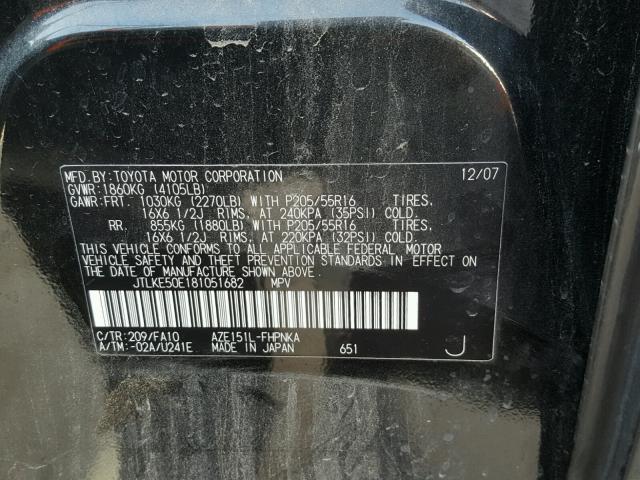 MFD.BY:TOYOTA MOTOR CORPORATION 12/07
GVWR:1860KG (4105LB)
GAWR:FRT. 1030KG (2270LB) WITH P205/55R16 TIRES.
16X6 1/2J RIMS, AT 240KPA (35PSI) COLD.
RR. 855KG (1880LB) WITH P205/55R16 TIRES.
16X6 1/2J RIMS, AT 220KPA (32PSI) COLD.
THIS VEHICLE CONFORMS TO ALL APPLICABLE FEDERAL MOTOR
VEHICLE SAFETY AND THEFT PREVENTION STANDARDS IN EFFECT
ON THE DATE OF MANUFACTURE SHOWN ABOVE.
JTLKE50E181051682 MPV
C/TR:209/FA10 AZE151L-FHPNKA
A/TM:-02A/U241E MADE IN JAPAN 651 J